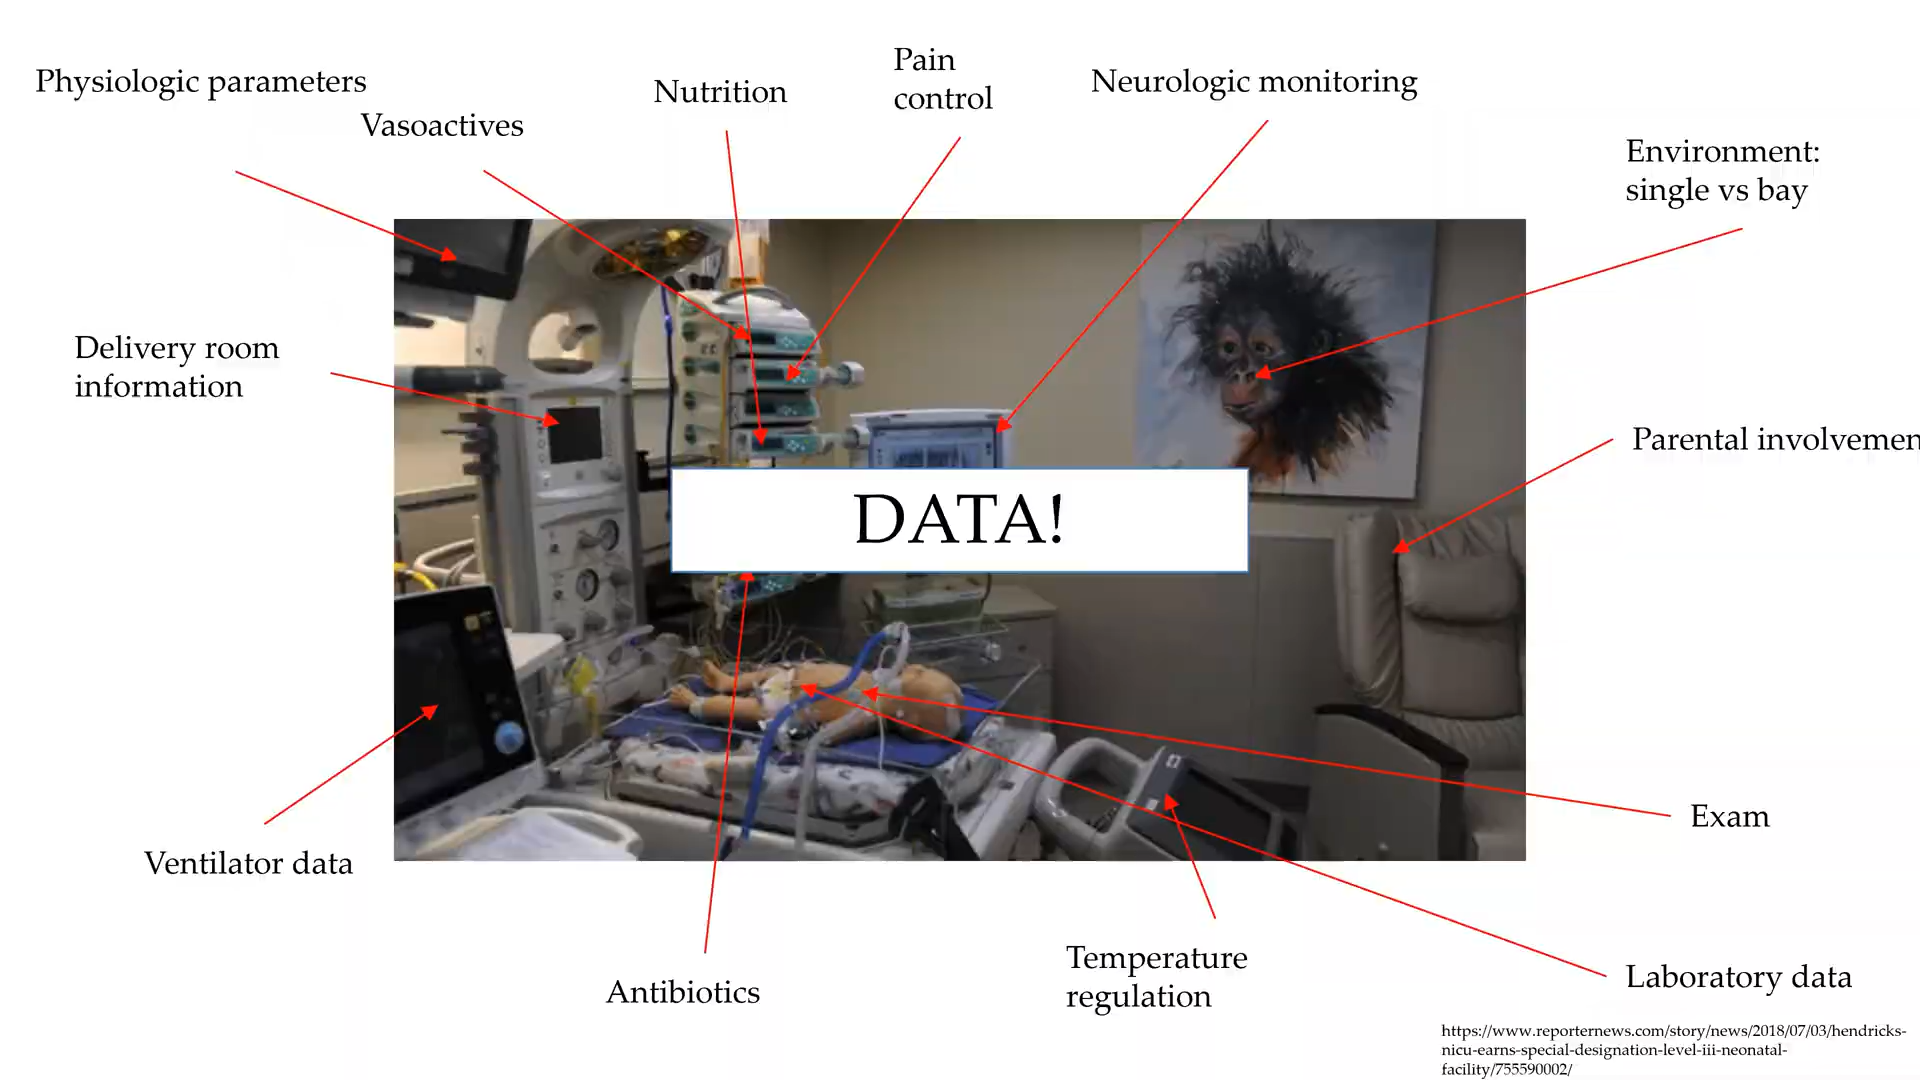 Physiologic parameters
Vasoactives
Nutrition
Pain
control
Neurologic monitoring
Environment:
single vs bay
Delivery room
information
Parental involvemen
DATA!
Ventilator data
Exam
Antibiotics
Temperature
regulation
Laboratory data
https://www.reporternews.com/story/news/2018/07/03/hendricks-
nicu-earns-special-designation-level-iii-neonatal-
facility/755590002/